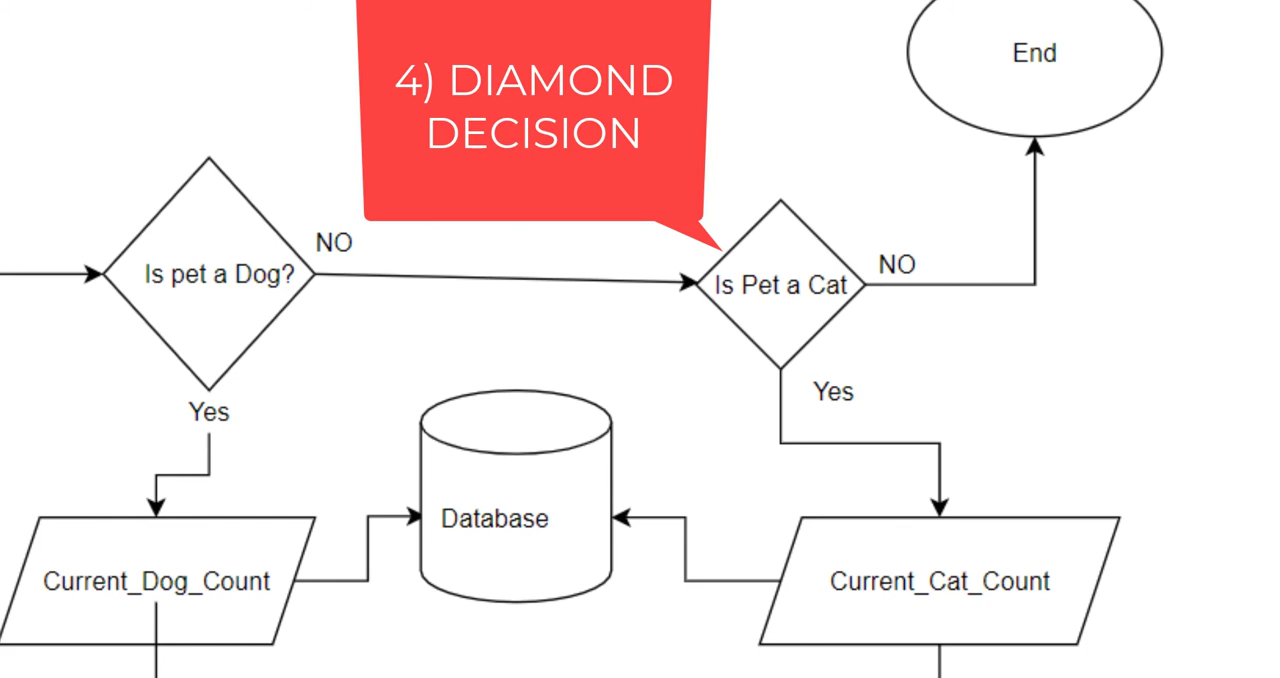 End
4) DIAMOND
DECISION
NO
Is pet a Dog?
NO
Is Pet a Cat
Yes
Yes
Database
Current_Dog_Count
Current_Cat_Count